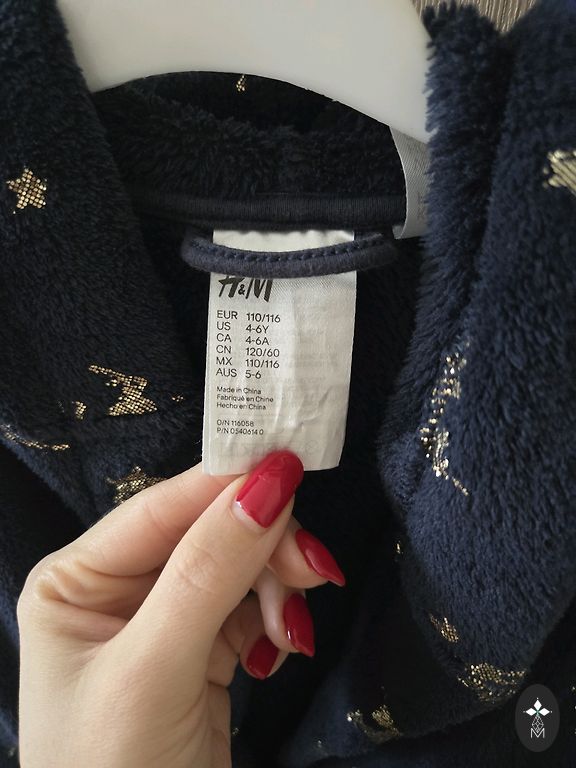 H&M
EUR 110/116
US 4-6Y
CA 4-6A
CN 120/60
MX 110/116
AUS 5-6
Made in China
Fabriqué en Chine
Hecho en China
O/N 116058
P/N 0540614 0